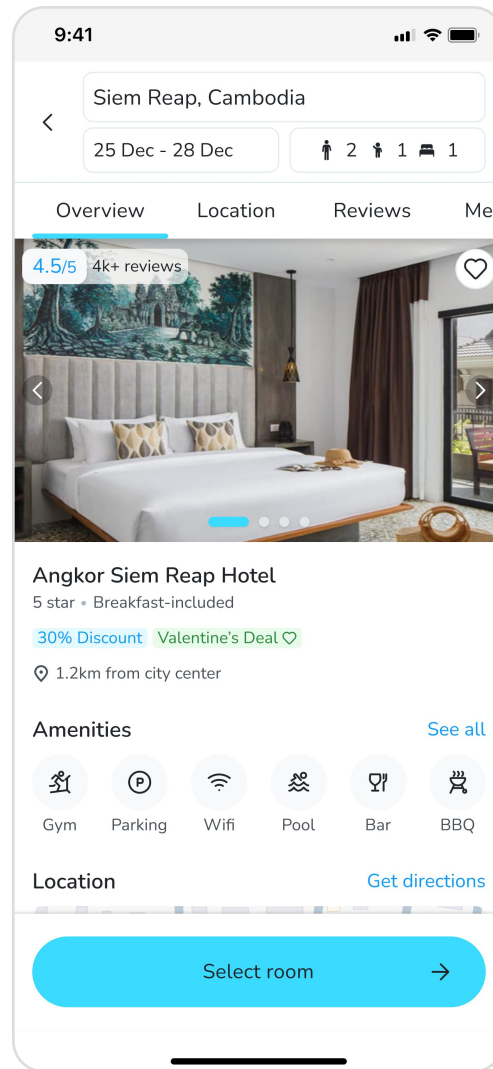 9:41
Siem Reap, Cambodia
25 Dec - 28 Dec
2 1 1
Overview Location Reviews Me
4.5/5 4k+ reviews
Angkor Siem Reap Hotel
5 star • Breakfast-included
30% Discount Valentine's Deal
1.2km from city center
Amenities See all
P
Gym Parking Wifi Pool Bar BBQ
Location Get directions
Select room